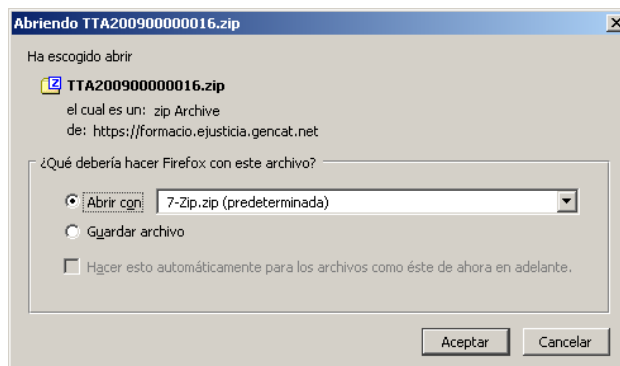 Abriendo TTA200900000016.zip
Ha escogido abrir
TTA200900000016.zip
el cual es un: zip Archive
de: https://formacio.ejusticia.gencat.net
¿Qué debería hacer Firefox con este archivo?
Abrir con 7-Zip.zip (predeterminada)
Guardar archivo
Hacer esto automáticamente para los archivos como éste de ahora en adelante.
Aceptar Cancelar